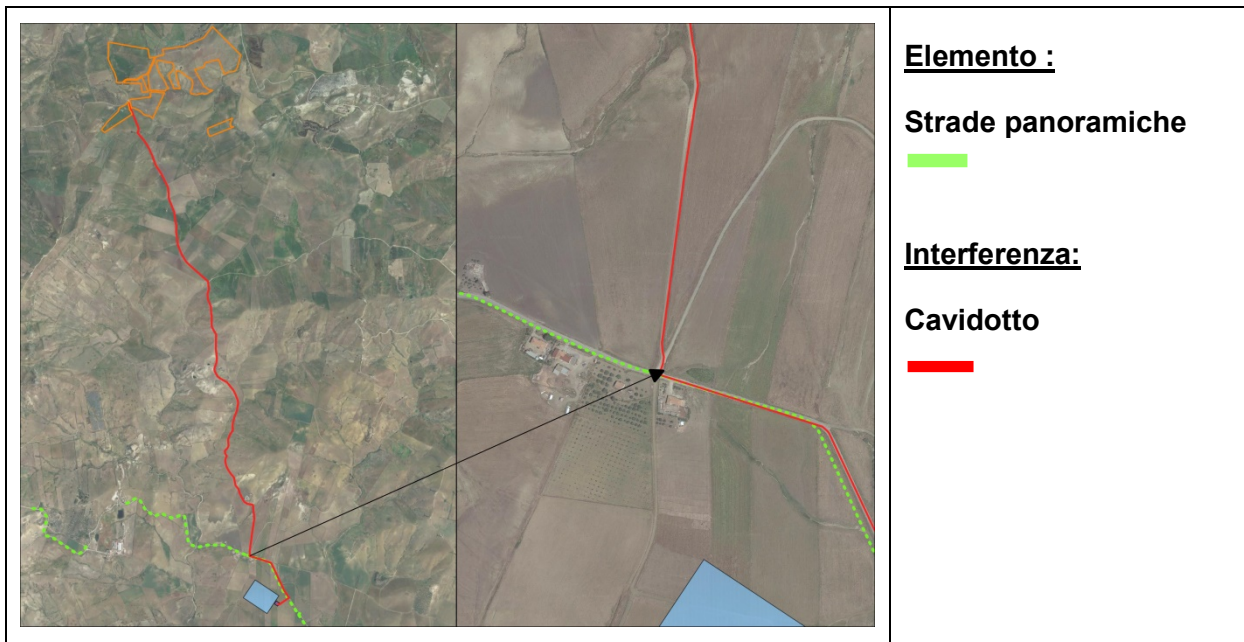 Elemento :
Strade panoramiche
Interferenza:
Cavidotto